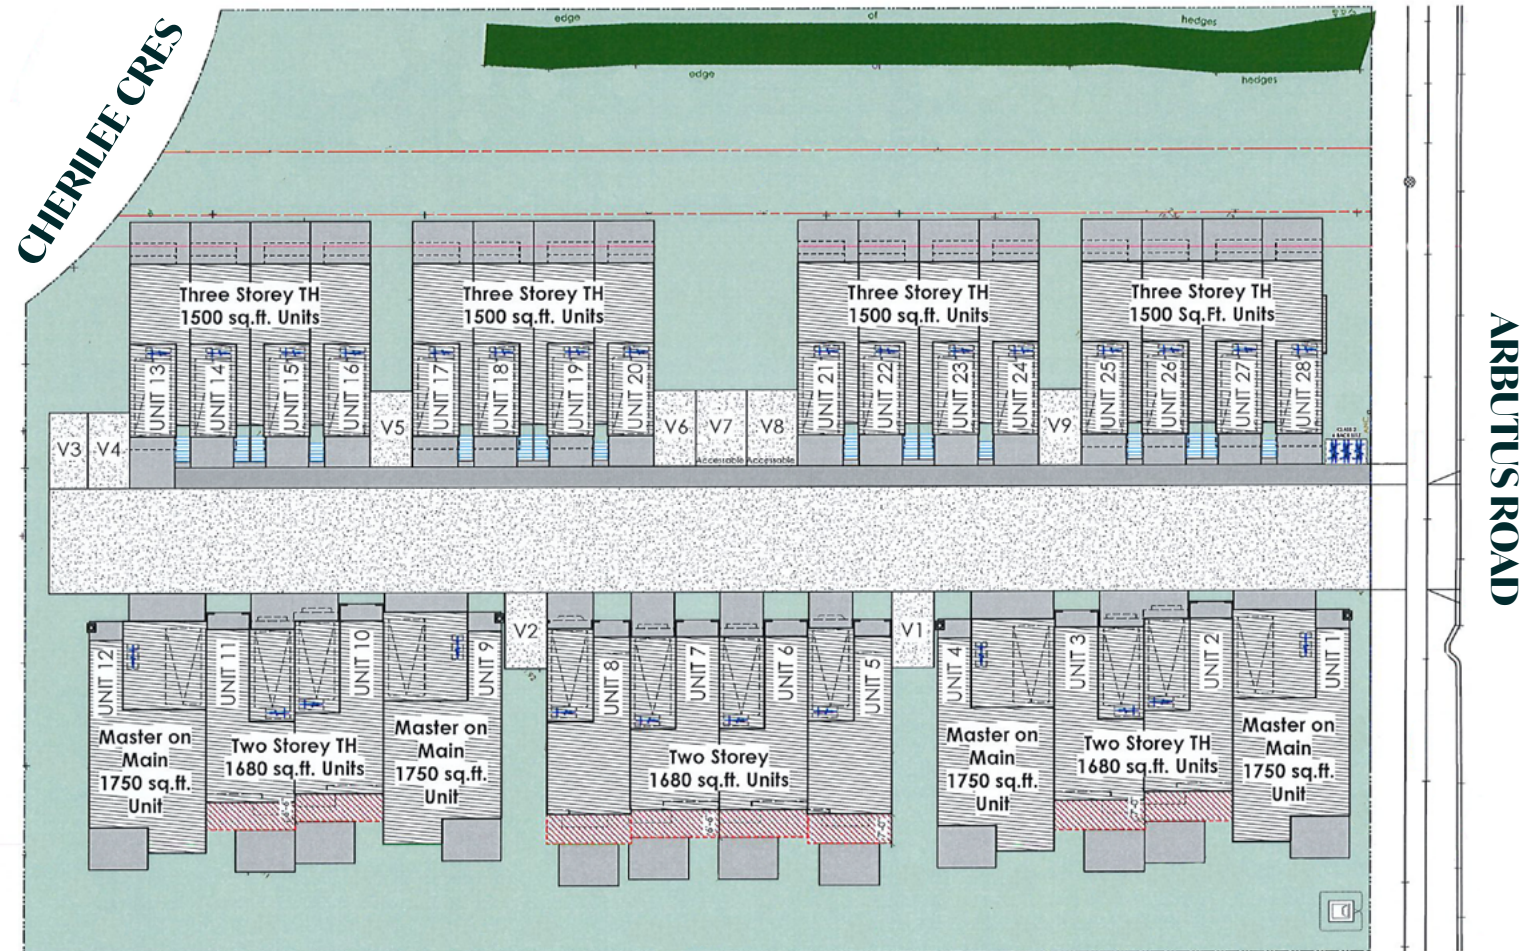 CHERILEE CRES
edge of hedges
edge of hedges
Three Storey TH
1500 sq.ft. Units
Three Storey TH
1500 sq.ft. Units
Three Storey TH
1500 sq.ft. Units
Three Storey TH
1500 Sq.Ft. Units
UNIT 13
UNIT 14
UNIT 15
UNIT 16
UNIT 17
UNIT 18
UNIT 19
UNIT 20
UNIT 21
UNIT 22
UNIT 23
UNIT 24
UNIT 25
UNIT 26
UNIT 27
UNIT 28
V3
V4
V5
V6
V7
Accessable
V8
Accessable
V9
ARBUTUS ROAD
UNIT 12
UNIT 11
UNIT 10
UNIT 9
V2
UNIT 8
UNIT 7
UNIT 6
UNIT 5
V1
UNIT 4
UNIT 3
UNIT 2
UNIT 1
Master on
Main
1750 sq.ft.
Unit
Two Storey TH
1680 sq.ft. Units
Master on
Main
1750 sq.ft.
Unit
Two Storey
1680 sq.ft. Units
Master on
Main
1750 sq.ft.
Unit
Two Storey TH
1680 sq.ft. Units
Master on
Main
1750 sq.ft.
Unit